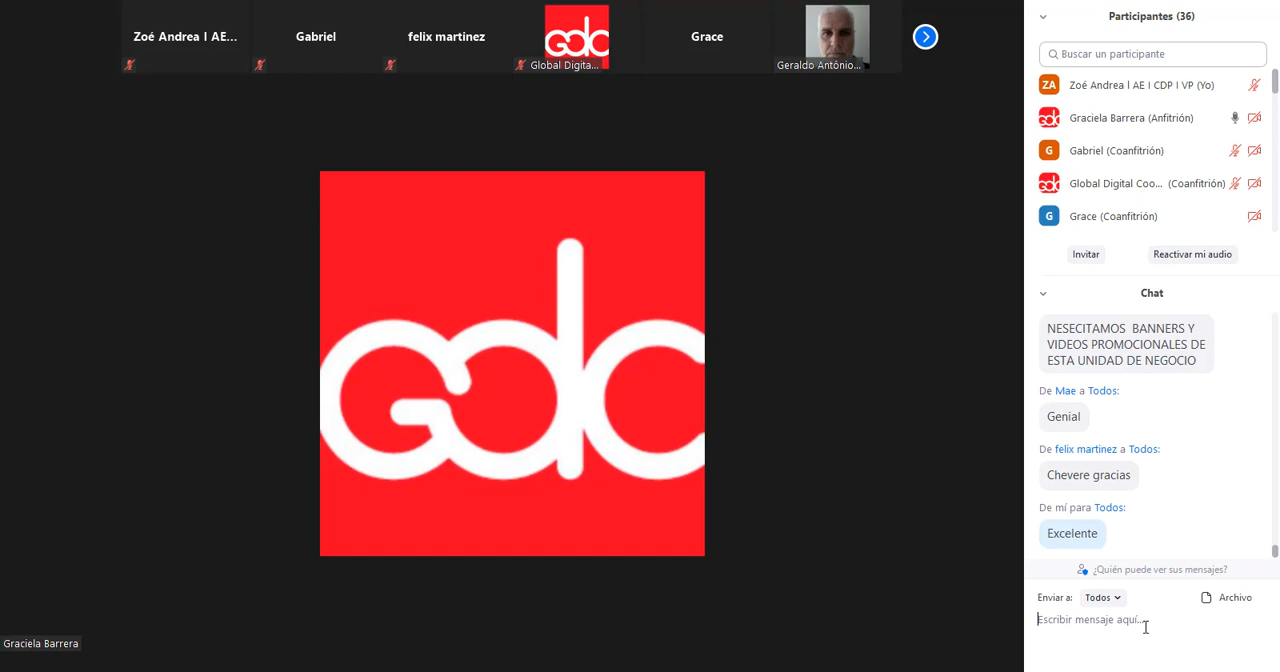 Zoé Andrea l AE...
Gabriel
felix martinez
Global Digita...
Grace
Geraldo Antônio...
Gdc
Graciela Barrera
Participantes (36)
Buscar un participante
ZA Zoé Andrea l AE I CDP I VP (Yo)
Graciela Barrera (Anfitrión)
G Gabriel (Coanfitrión)
Global Digital Coo... (Coanfitrión)
G Grace (Coanfitrión)
Invitar Reactivar mi audio
Chat
NESECITAMOS BANNERS Y
VIDEOS PROMOCIONALES DE
ESTA UNIDAD DE NEGOCIO
De Mae a Todos:
Genial
De felix martinez a Todos:
Chevere gracias
De mí para Todos:
Excelente
¿Quién puede ver sus mensajes?
Enviar a: Todos Archivo
Escribir mensaje aquí...